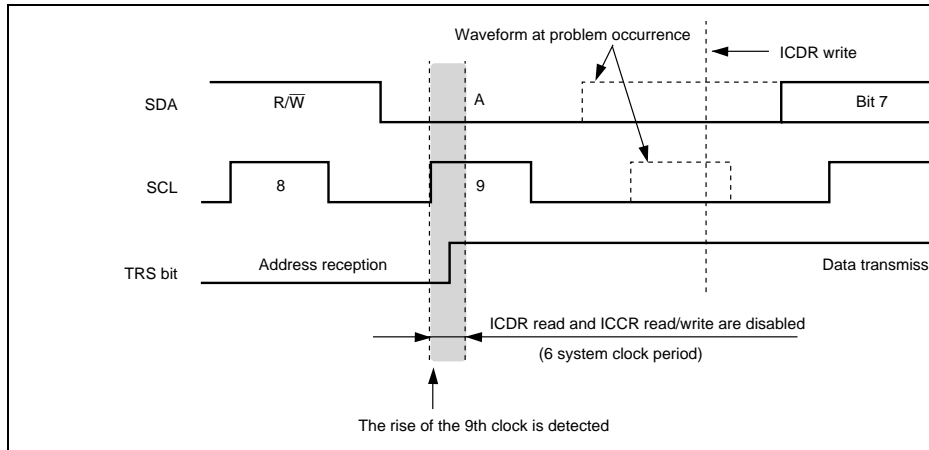 Waveform at problem occurrence
ICDR write
SDA
R/W̅
A
Bit 7
SCL
8
9
TRS bit
Address reception
Data transmiss
ICDR read and ICCR read/write are disabled
(6 system clock period)
The rise of the 9th clock is detected